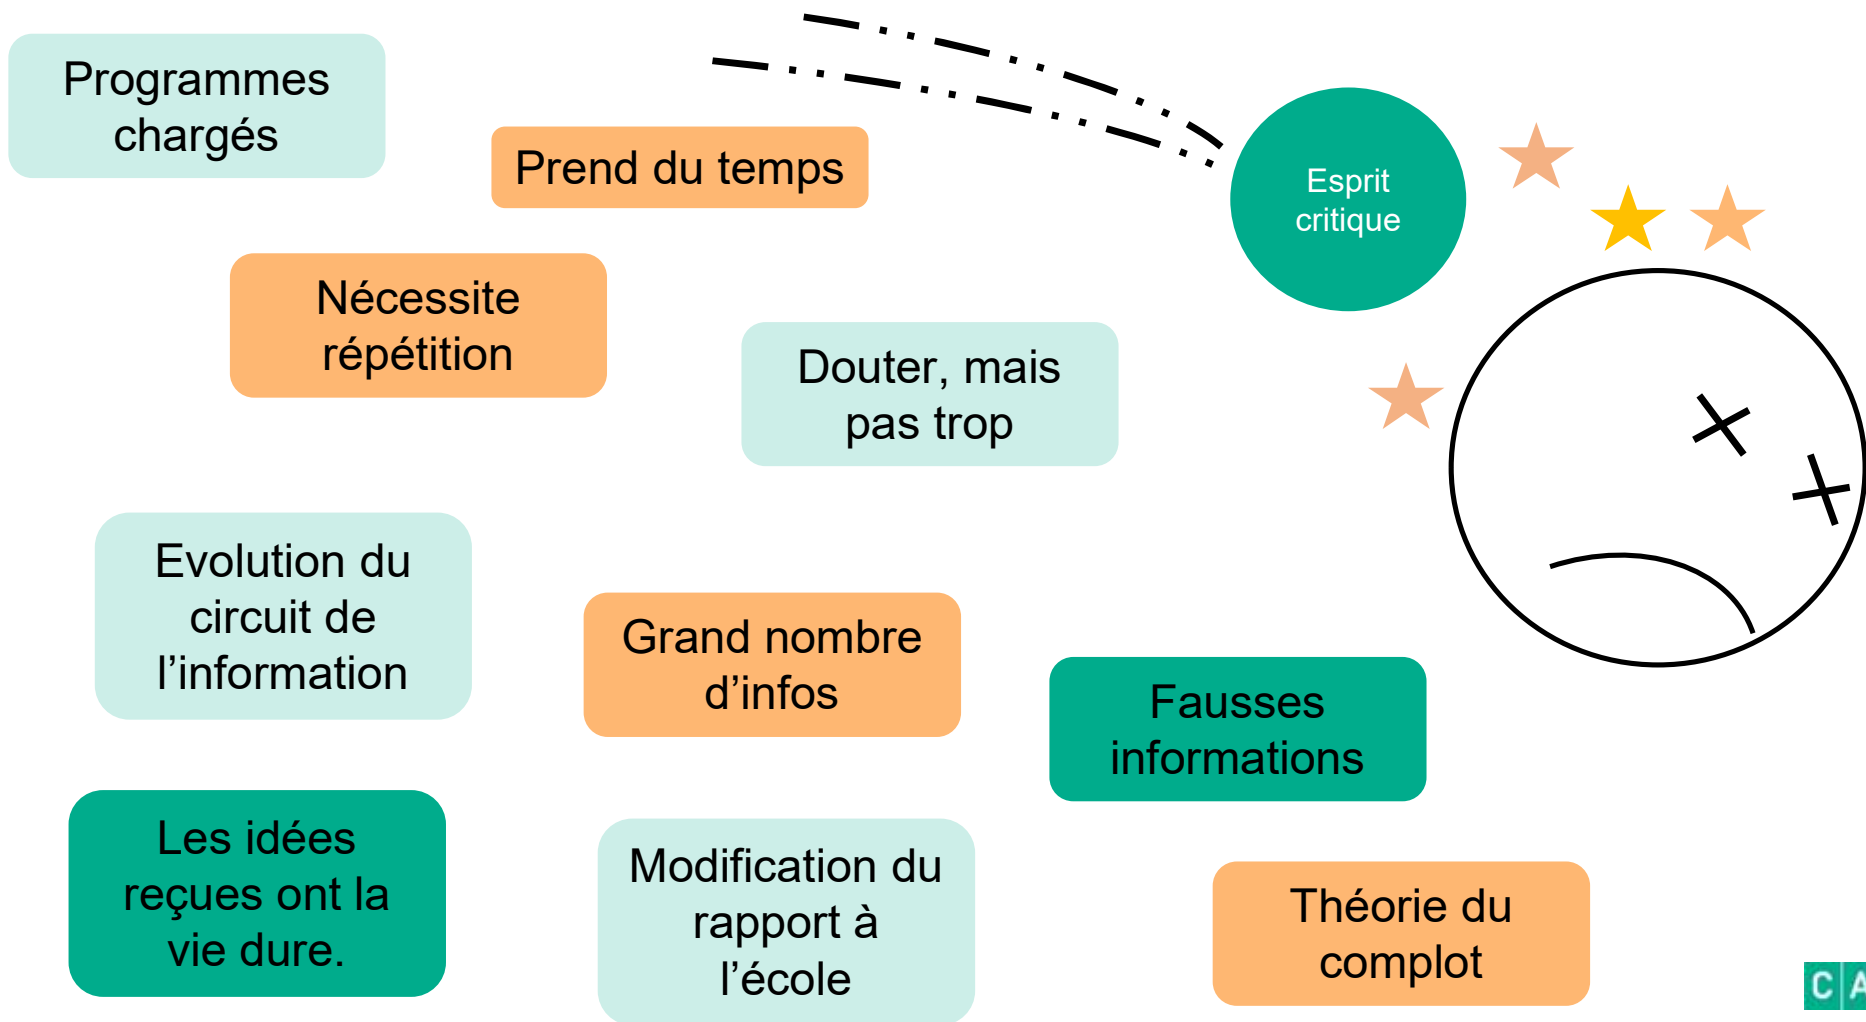 Programmes
chargés
Prend du temps
Esprit
critique
Nécessite
répétition
Douter, mais
pas trop
Evolution du
circuit de
l’information
Grand nombre
d’infos
Fausses
informations
Les idées
reçues ont la
vie dure.
Modification du
rapport à
l’école
Théorie du
complot
C|A